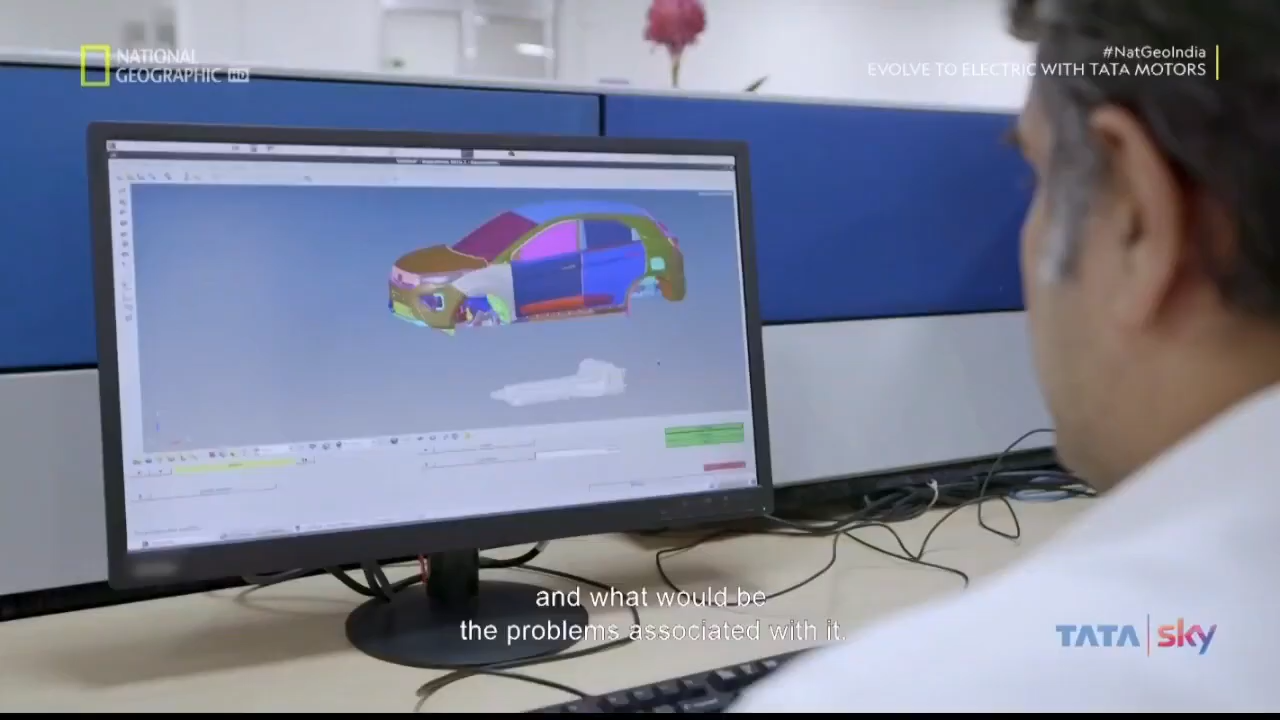 NATIONAL
GEOGRAPHIC HD
#NatGeoIndia
EVOLVE TO ELECTRIC WITH TATA MOTORS
and what would be
the problems associated with it.
TATA sky